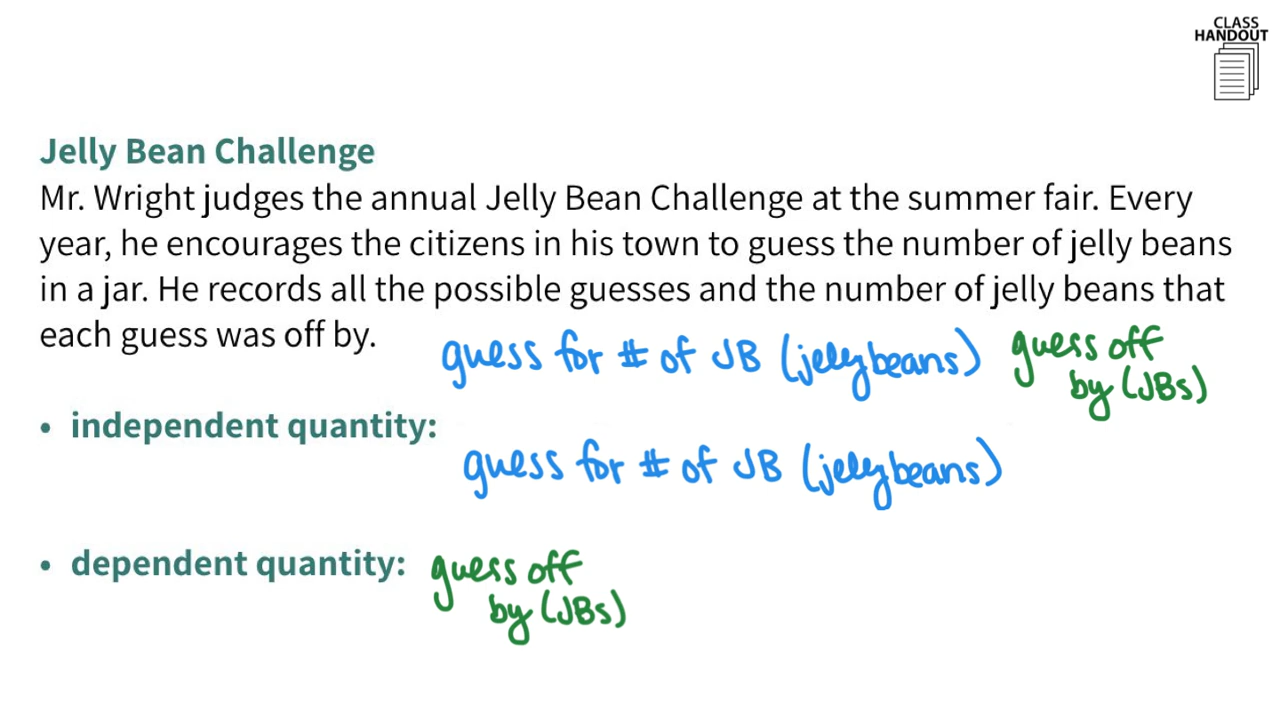 CLASS
HANDOUT
Jelly Bean Challenge
Mr. Wright judges the annual Jelly Bean Challenge at the summer fair. Every
year, he encourages the citizens in his town to guess the number of jelly beans
in a jar. He records all the possible guesses and the number of jelly beans that
each guess was off by.
guess for # of JB (jellybeans)
guess off
by (JBs)
• independent quantity:
guess for # of JB (jellybeans)
• dependent quantity:
guess off
by (JBs)